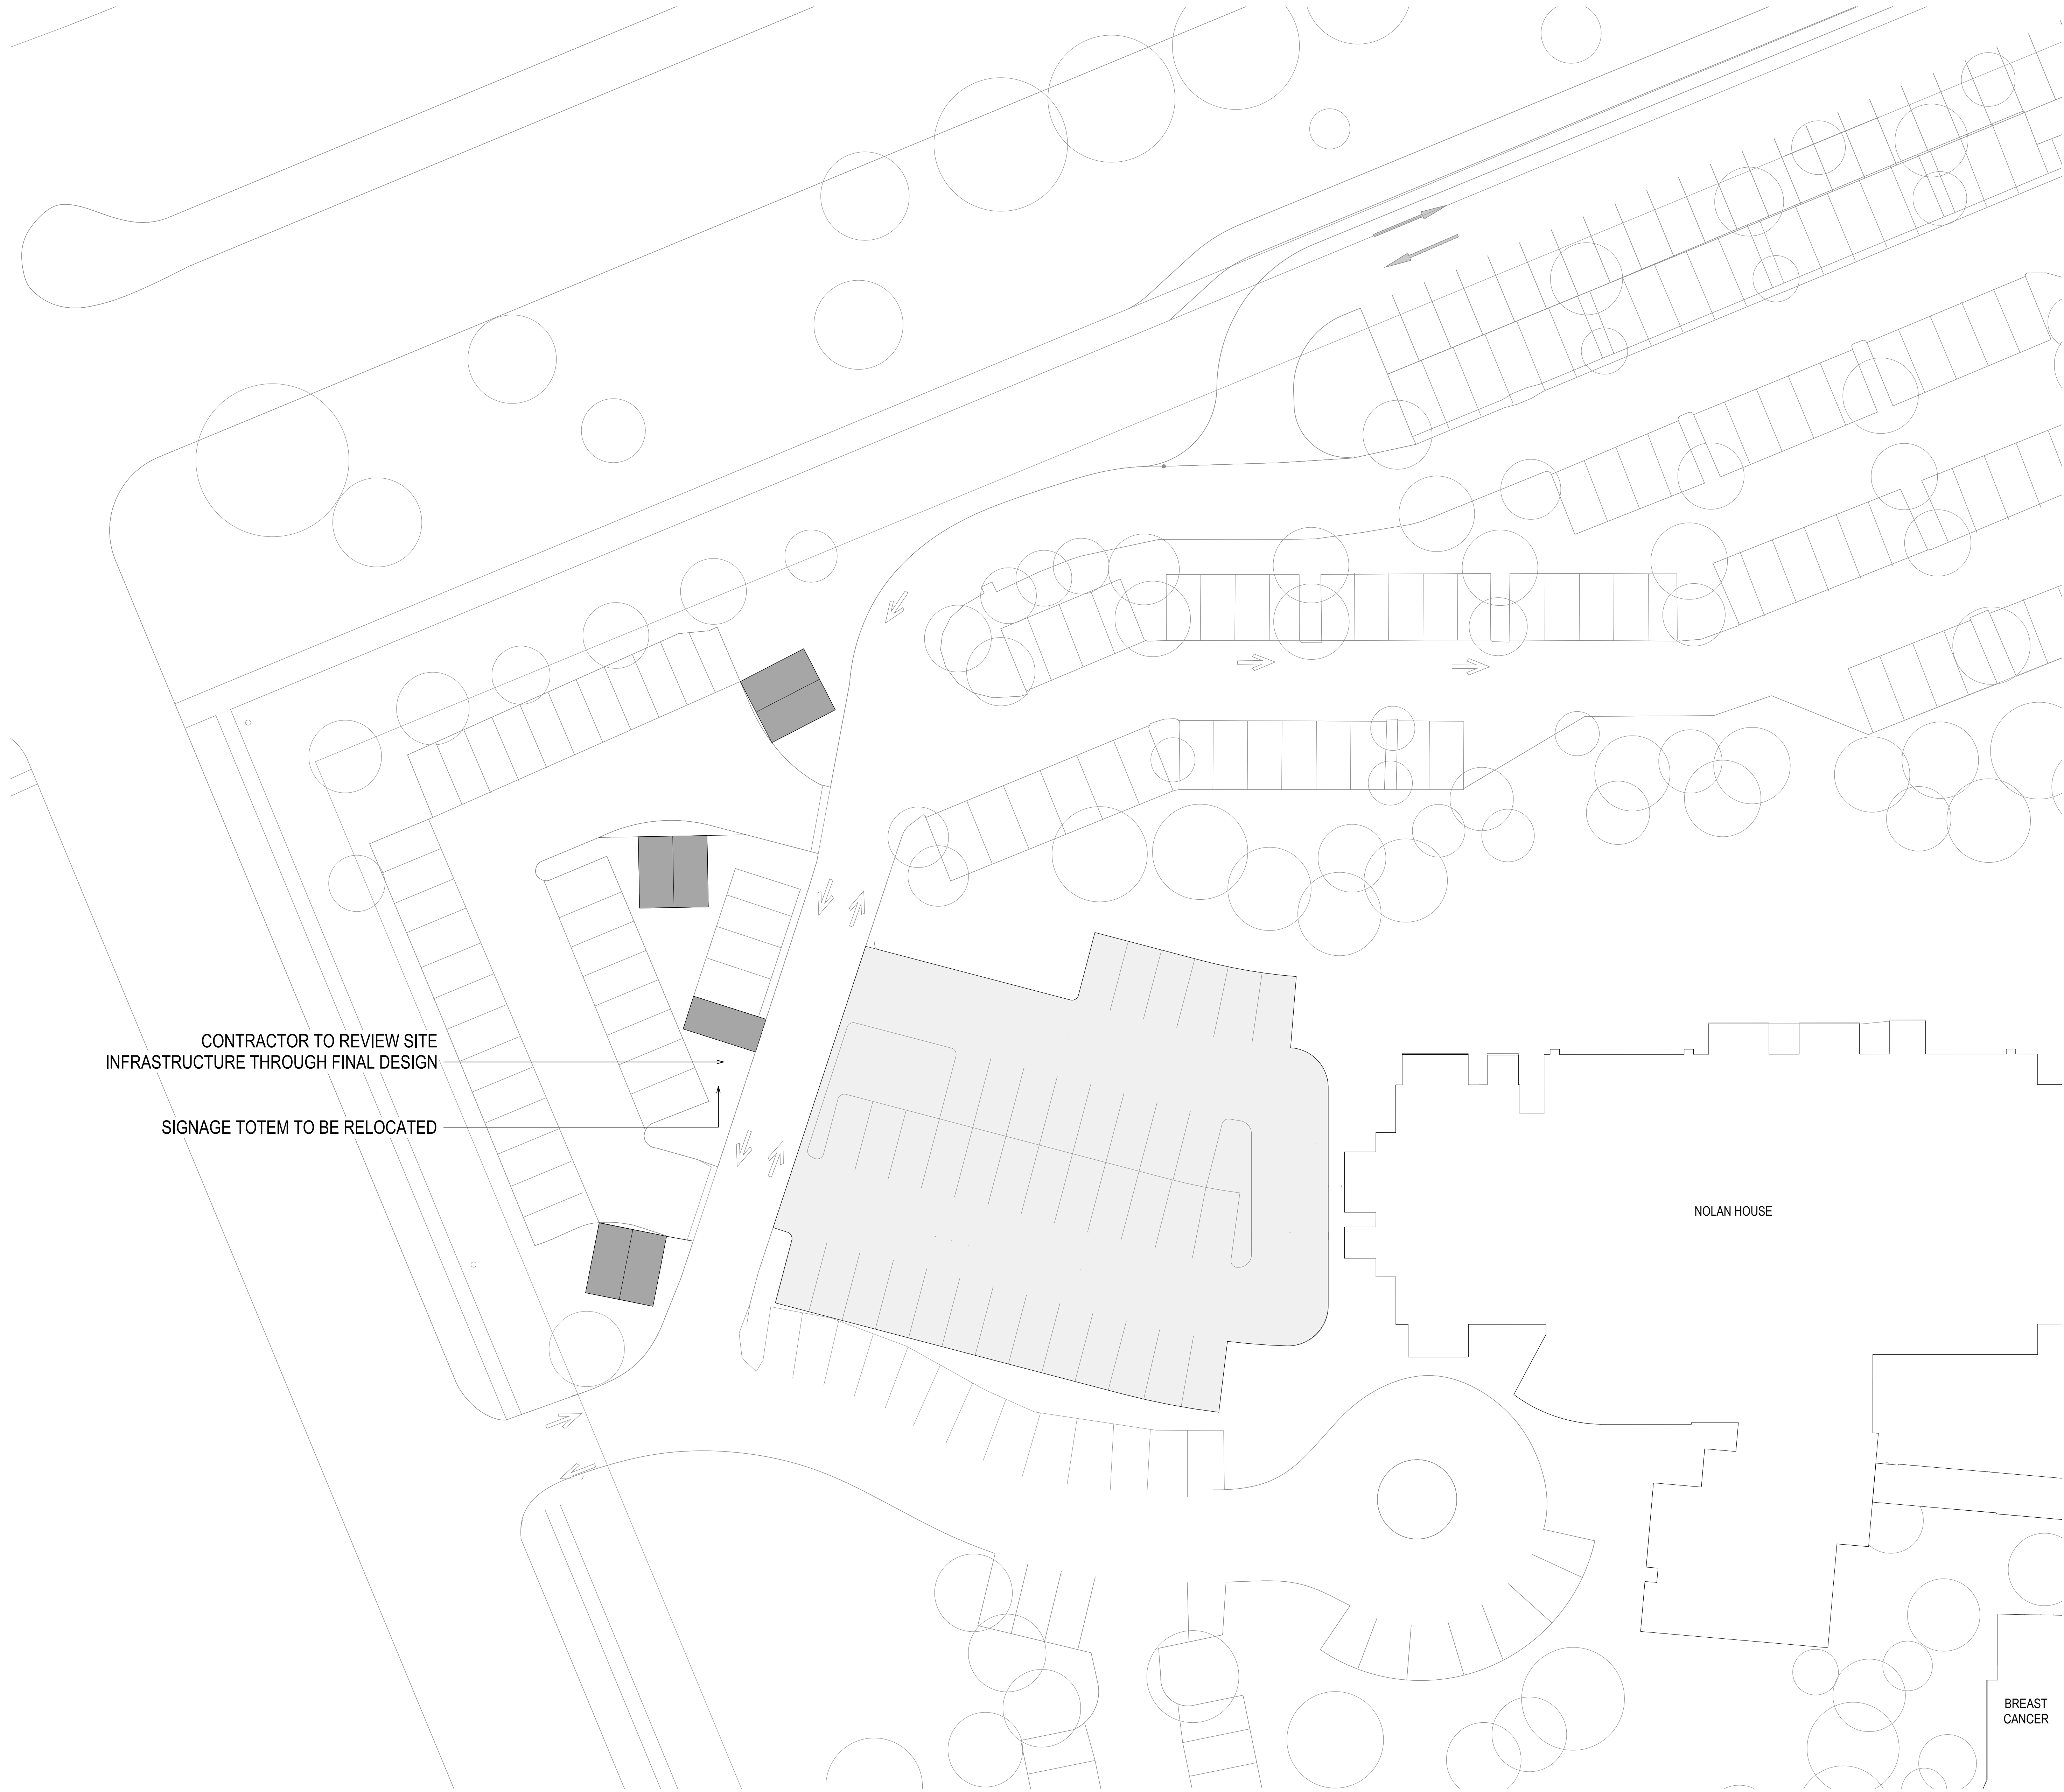 CONTRACTOR TO REVIEW SITE
INFRASTRUCTURE THROUGH FINAL DESIGN
SIGNAGE TOTEM TO BE RELOCATED
NOLAN HOUSE
BREAST
CANCER